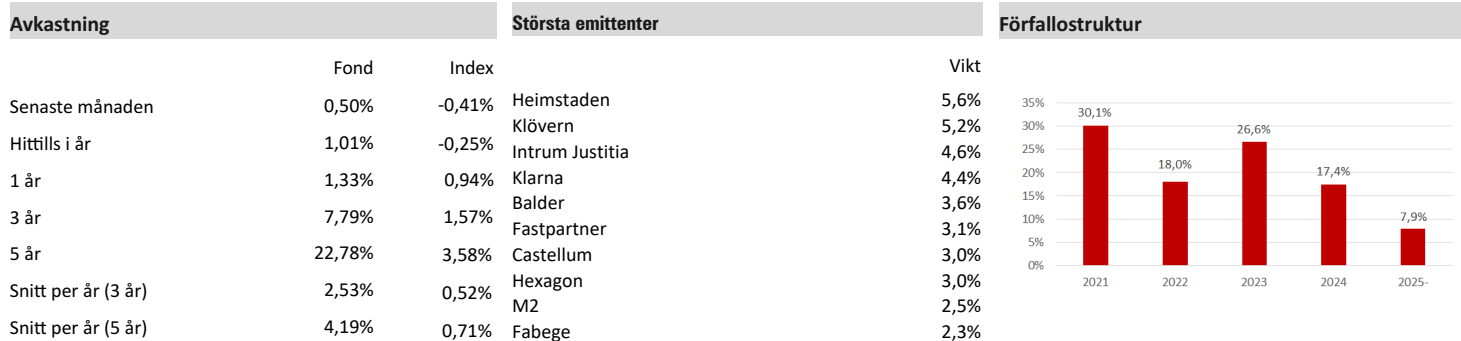 Avkastning
Fond Index
Senaste månaden 0,50% -0,41%
Hittills i år 1,01% -0,25%
1 år 1,33% 0,94%
3 år 7,79% 1,57%
5 år 22,78% 3,58%
Snitt per år (3 år) 2,53% 0,52%
Snitt per år (5 år) 4,19% 0,71%
Största emittenter
Vikt
Heimstaden 5,6%
Klövern 5,2%
Intrum Justitia 4,6%
Klarna 4,4%
Balder 3,6%
Fastpartner 3,1%
Castellum 3,0%
Hexagon 3,0%
M2 2,5%
Fabege 2,3%
Förfallostruktur
35%
30%
25%
20%
15%
10%
5%
0%
30,1% 18,0% 26,6% 17,4% 7,9%
2021 2022 2023 2024 2025-